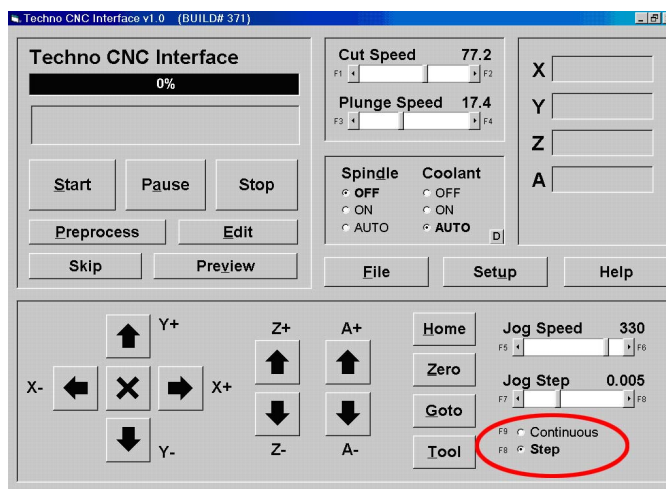 Techno CNC Interface v1.0 (BUILD# 371)
Techno CNC Interface
0%
Start Pause Stop
Preprocess Edit
Skip Preview
Cut Speed 77.2
F1 F2
Plunge Speed 17.4
F3 F4
Spindle Coolant
OFF OFF
ON ON
AUTO AUTO
D
X
Y
Z
A
File Setup Help
Y+
X- X+
Y-
Z+ A+
Z- A-
Home
Zero
Goto
Tool
Jog Speed 330
F5 F6
Jog Step 0.005
F7 F8
F9 Continuous
F8 Step